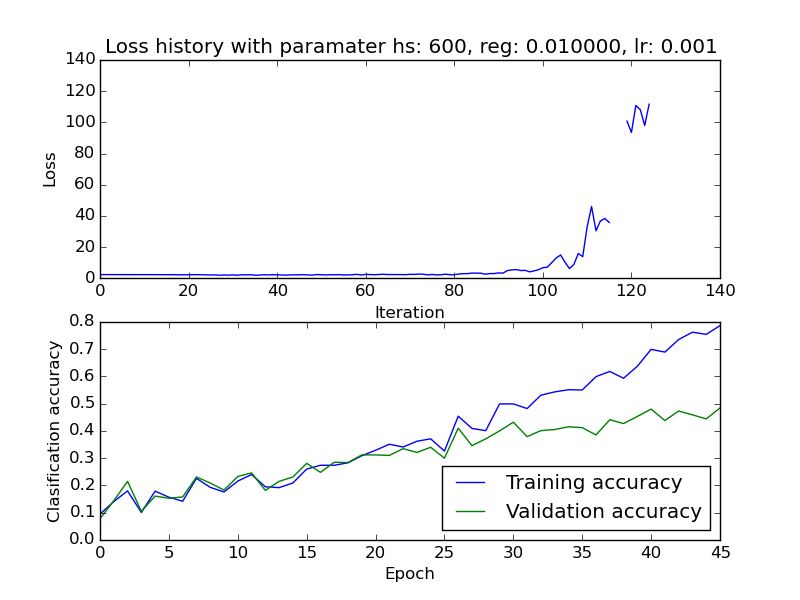 Loss history with paramater hs: 600, reg: 0.010000, lr: 0.001
140
120
100
80
60
40
20
0
Loss
0 20 40 60 80 100 120 140
Iteration
0.8
0.7
0.6
0.5
0.4
0.3
0.2
0.1
0.0
Clasification accuracy
Training accuracy
Validation accuracy
0 5 10 15 20 25 30 35 40 45
Epoch